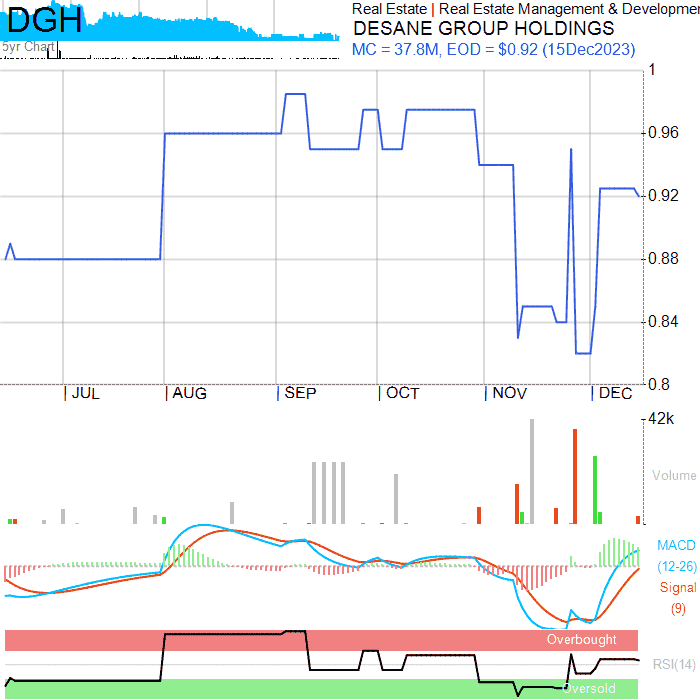 DGH
5yr Chart
Real Estate | Real Estate Management & Developmer
DESANE GROUP HOLDINGS
MC = 37.8M, EOD = $0.92 (15Dec2023)
1
0.96
0.92
0.88
0.84
0.8
JUL AUG SEP OCT NOV DEC
42k
Volume
MACD
(12-26)
Signal
(9)
Overbought
RSI(14)
Oversold